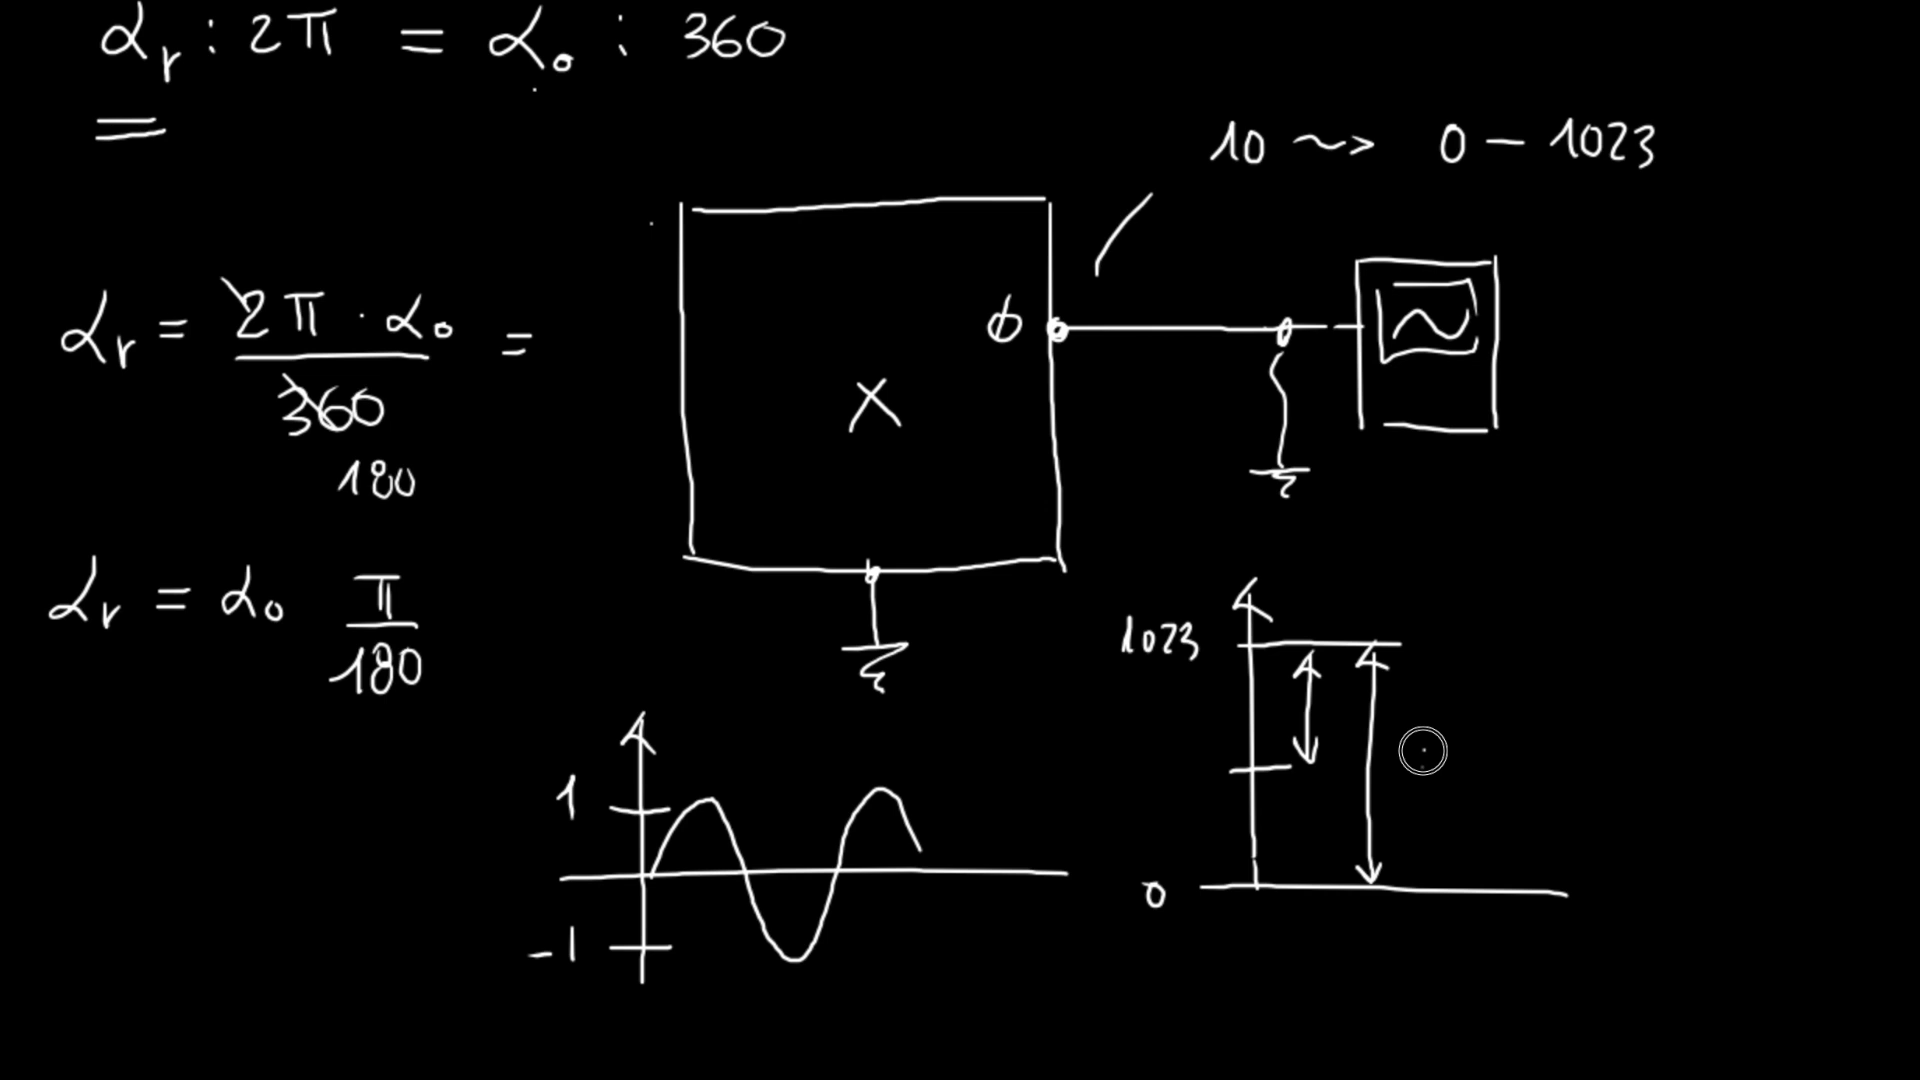 αr : 2π = α₀ : 360
=
10 ~> 0 - 1023
αr = 2π · α₀ / 360 =
180
αr = α₀ π / 180
X
1023
1
-1
0